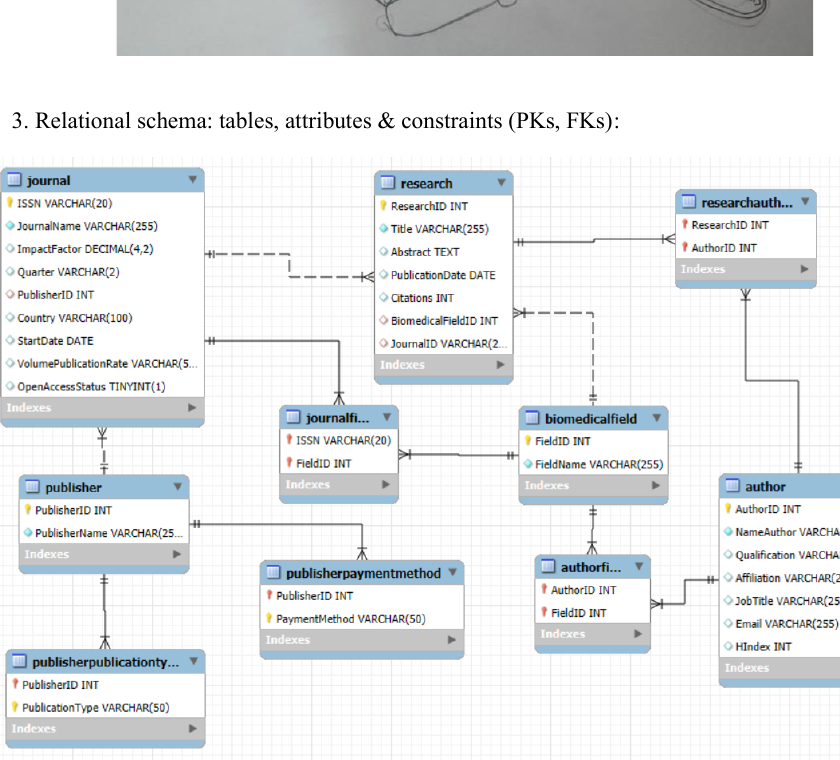 3. Relational schema: tables, attributes & constraints (PKs, FKs):
journal
ISSN VARCHAR(20)
JournalName VARCHAR(255)
ImpactFactor DECIMAL(4,2)
Quarter VARCHAR(2)
PublisherID INT
Country VARCHAR(100)
StartDate DATE
VolumePublicationRate VARCHAR(5...
OpenAccessStatus TINYINT(1)
Indexes
research
ResearchID INT
Title VARCHAR(255)
Abstract TEXT
PublicationDate DATE
Citations INT
BiomedicalFieldID INT
JournalID VARCHAR(2...
Indexes
researchauth...
ResearchID INT
AuthorID INT
Indexes
journalfi...
ISSN VARCHAR(20)
FieldID INT
Indexes
biomedicalfield
FieldID INT
FieldName VARCHAR(255)
Indexes
publisher
PublisherID INT
PublisherName VARCHAR(25...
Indexes
author
AuthorID INT
NameAuthor VARCHA
Qualification VARCHA
Affiliation VARCHAR(2
JobTitle VARCHAR(25
Email VARCHAR(255)
HIndex INT
Indexes
publisherpaymentmethod
PublisherID INT
PaymentMethod VARCHAR(50)
Indexes
authorfi...
AuthorID INT
FieldID INT
Indexes
publisherpublicationty...
PublisherID INT
PublicationType VARCHAR(50)
Indexes